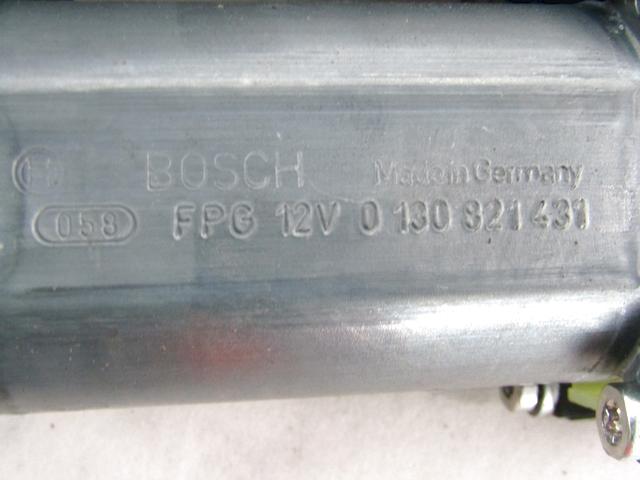 BOSCH Made in Germany
058 FPG 12V 0 130 821 431